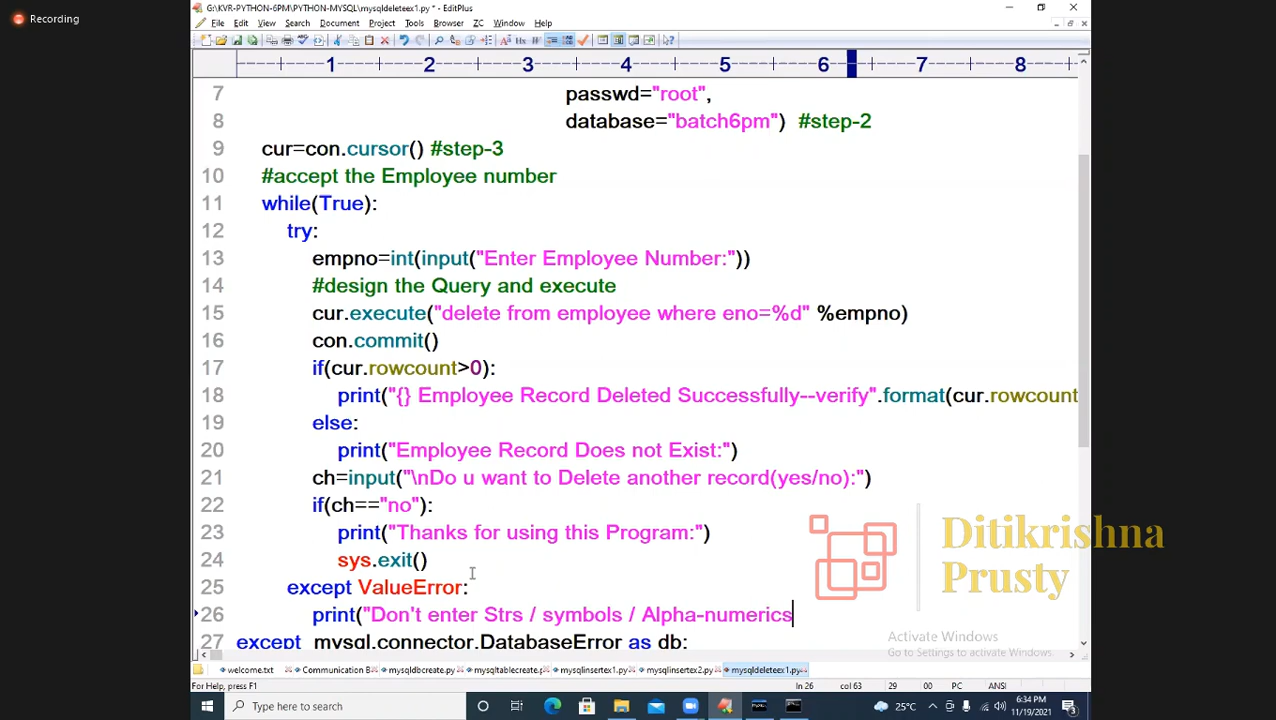 Recording
G:\KVR-PYTHON-6PM\PYTHON-MYSQL\mysqldeleteex1.py * - EditPlus
File Edit View Search Document Project Tools Browser ZC Window Help
1 2 3 4 5 6 7 8
7 passwd="root",
8 database="batch6pm") #step-2
9 cur=con.cursor() #step-3
10 #accept the Employee number
11 while(True):
12 try:
13 empno=int(input("Enter Employee Number:"))
14 #design the Query and execute
15 cur.execute("delete from employee where eno=%d" %empno)
16 con.commit()
17 if(cur.rowcount>0):
18 print("{} Employee Record Deleted Successfully--verify".format(cur.rowcount
19 else:
20 print("Employee Record Does not Exist:")
21 ch=input("\nDo u want to Delete another record(yes/no):")
22 if(ch=="no"):
23 print("Thanks for using this Program:")
24 sys.exit()
25 except ValueError:
26 print("Don't enter Strs / symbols / Alpha-numerics
27 except mysql.connector.DatabaseError as db:
Ditikrishna
Prusty
Activate Windows
Go to Settings to activate Windows.
welcome.txt Communication B mysqldbcreate.py mysqltablecreate.p mysqlinsertex1.py mysqlinsertex2.py mysqldeleteex1.py
For Help, press F1 ln 26 col 63 29 00 PC ANSI
Type here to search 25°C 6:34 PM
11/19/2021 3